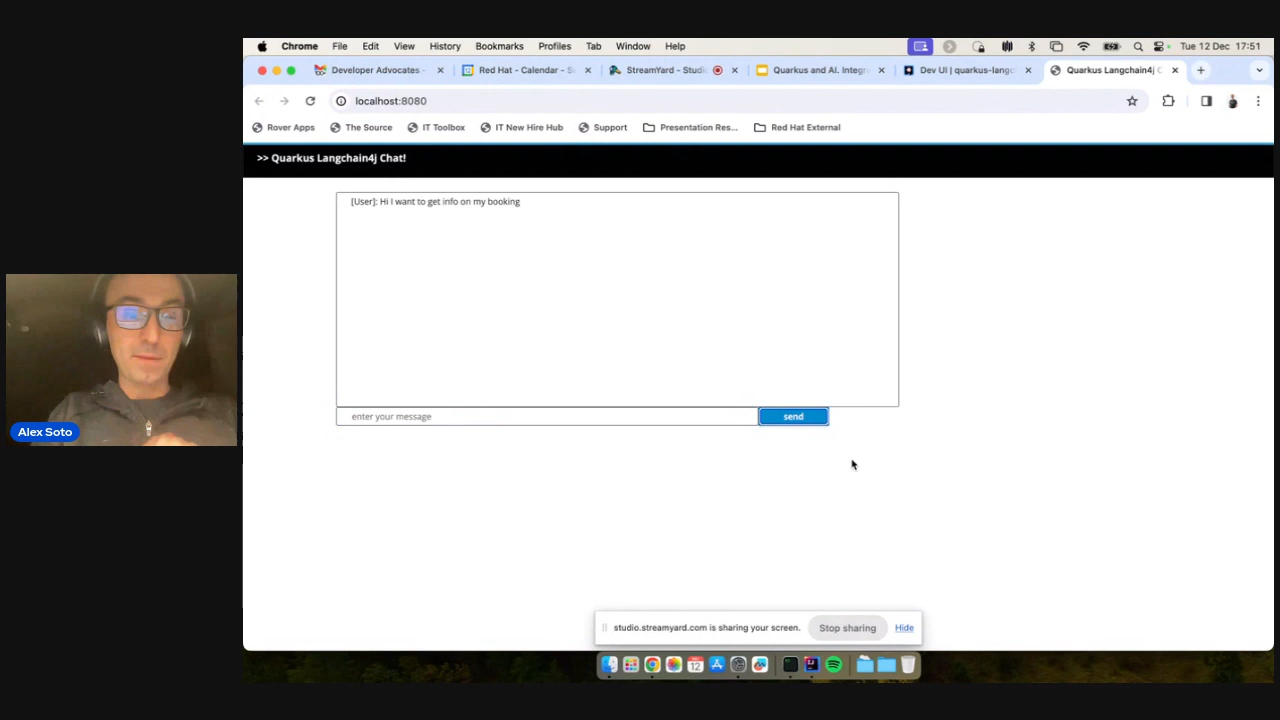 Chrome File Edit View History Bookmarks Profiles Tab Window Help Tue 12 Dec 17:51
Developer Advocates - Red Hat - Calendar - S StreamYard - Studi Quarkus and AI. Integr Dev UI | quarkus-langc Quarkus Langchain4j C
localhost:8080
Rover Apps The Source IT Toolbox IT New Hire Hub Support Presentation Res... Red Hat External
>> Quarkus Langchain4j Chat!
[User]: Hi I want to get info on my booking
enter your message send
Alex Soto
studio.streamyard.com is sharing your screen. Stop sharing Hide
12